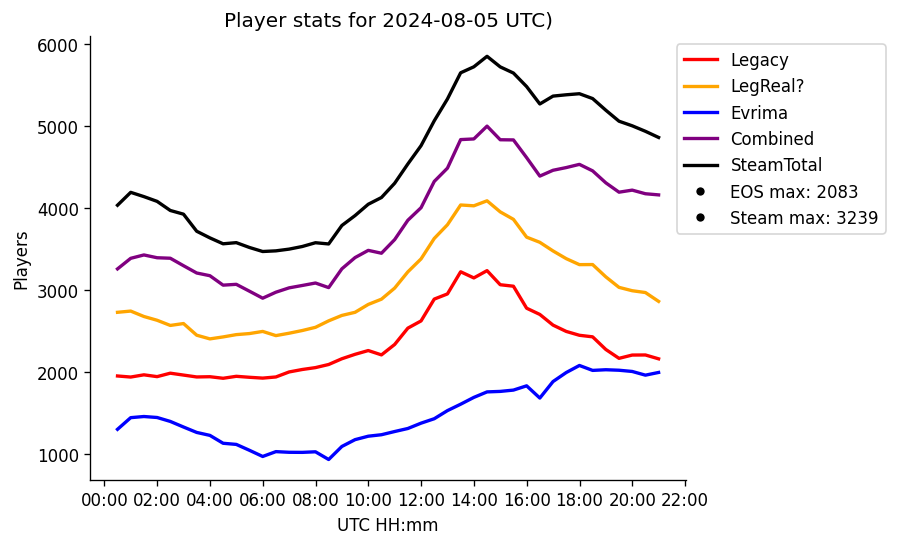 Player stats for 2024-08-05 UTC)
Players
6000
5000
4000
3000
2000
1000
00:00 02:00 04:00 06:00 08:00 10:00 12:00 14:00 16:00 18:00 20:00 22:00
UTC HH:mm
Legacy
LegReal?
Evrima
Combined
SteamTotal
EOS max: 2083
Steam max: 3239